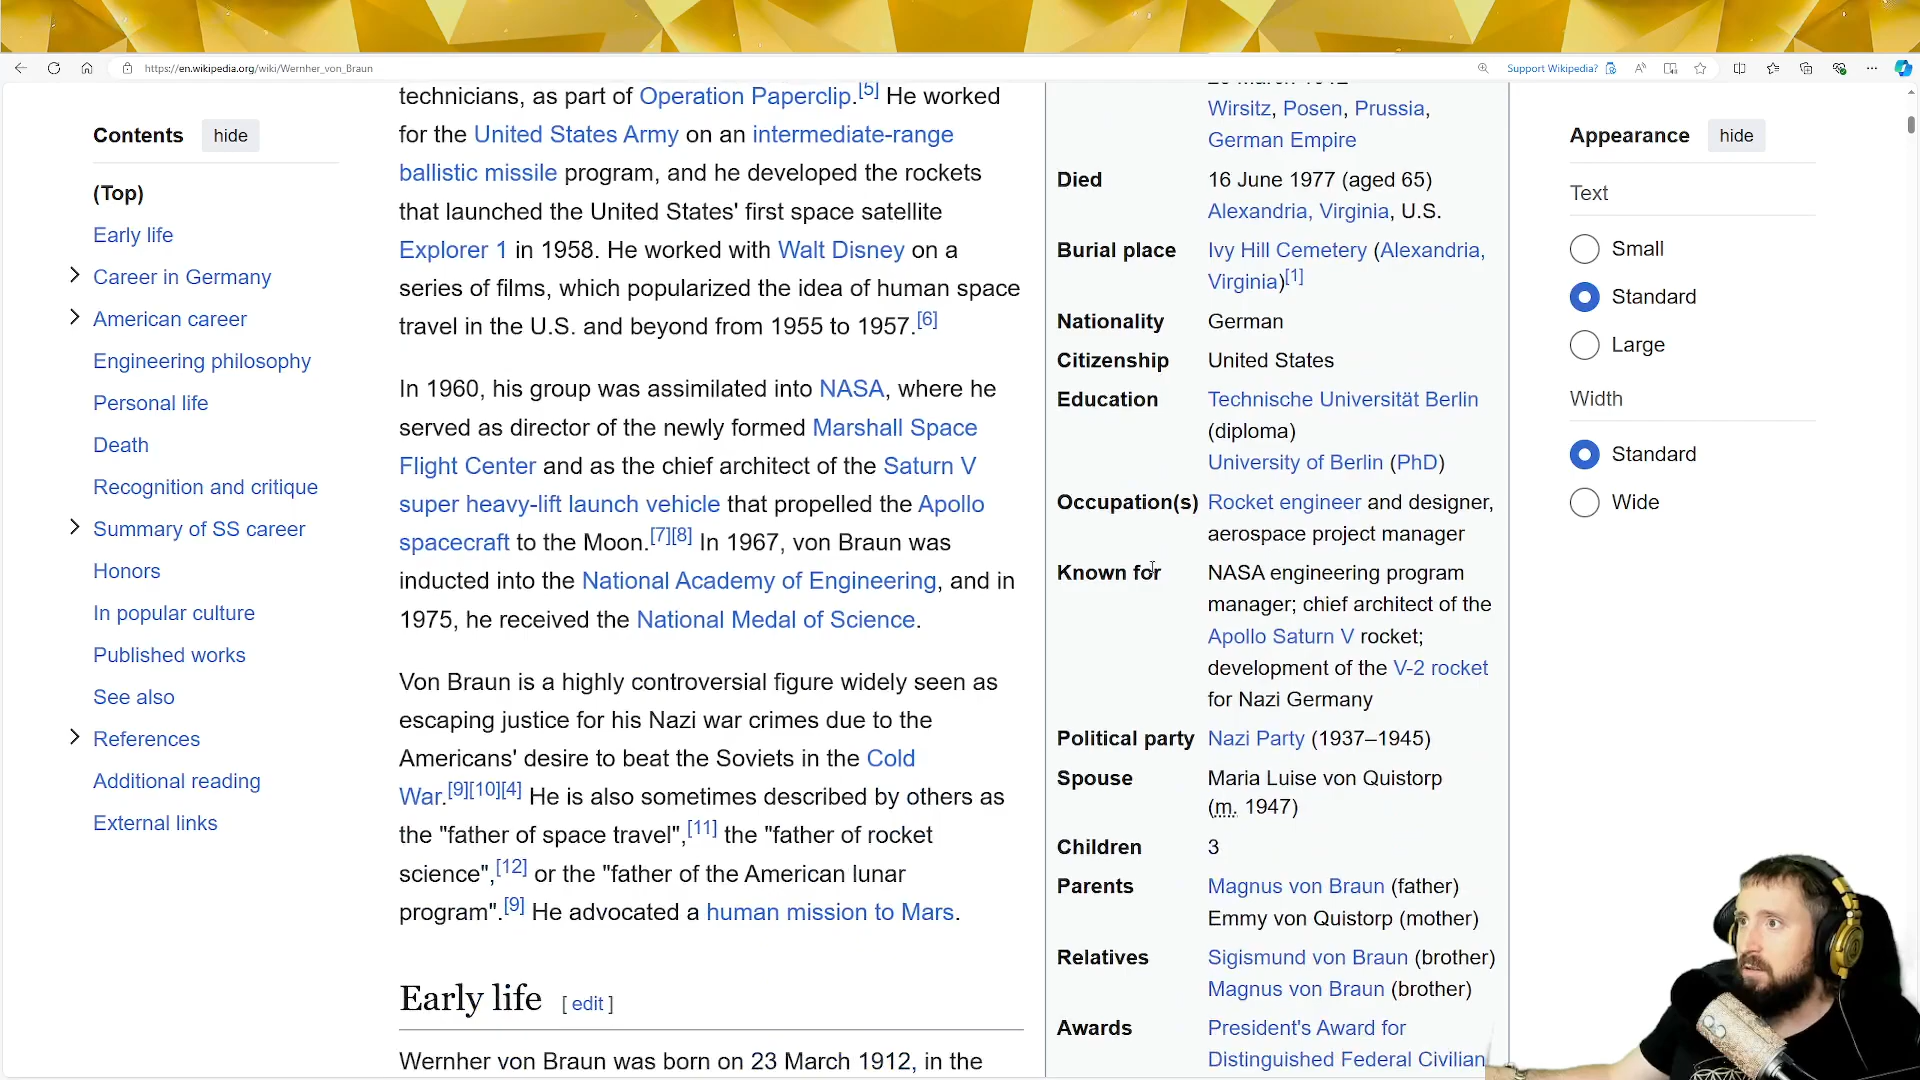 https://en.wikipedia.org/wiki/Wernher_von_Braun
Support Wikipedia?
Contents
hide
(Top)
Early life
Career in Germany
American career
Engineering philosophy
Personal life
Death
Recognition and critique
Summary of SS career
Honors
In popular culture
Published works
See also
References
Additional reading
External links
technicians, as part of Operation Paperclip.[5] He worked
for the United States Army on an intermediate-range
ballistic missile program, and he developed the rockets
that launched the United States' first space satellite
Explorer 1 in 1958. He worked with Walt Disney on a
series of films, which popularized the idea of human space
travel in the U.S. and beyond from 1955 to 1957.[6]
In 1960, his group was assimilated into NASA, where he
served as director of the newly formed Marshall Space
Flight Center and as the chief architect of the Saturn V
super heavy-lift launch vehicle that propelled the Apollo
spacecraft to the Moon.[7][8] In 1967, von Braun was
inducted into the National Academy of Engineering, and in
1975, he received the National Medal of Science.
Von Braun is a highly controversial figure widely seen as
escaping justice for his Nazi war crimes due to the
Americans' desire to beat the Soviets in the Cold
War.[9][10][4] He is also sometimes described by others as
the "father of space travel",[11] the "father of rocket
science",[12] or the "father of the American lunar
program".[9] He advocated a human mission to Mars.
Early life [ edit ]
Wernher von Braun was born on 23 March 1912, in the
Wirsitz, Posen, Prussia,
German Empire
Died 16 June 1977 (aged 65)
Alexandria, Virginia, U.S.
Burial place Ivy Hill Cemetery (Alexandria,
Virginia)[1]
Nationality German
Citizenship United States
Education Technische Universität Berlin
(diploma)
University of Berlin (PhD)
Occupation(s) Rocket engineer and designer,
aerospace project manager
Known for NASA engineering program
manager; chief architect of the
Apollo Saturn V rocket;
development of the V-2 rocket
for Nazi Germany
Political party Nazi Party (1937–1945)
Spouse Maria Luise von Quistorp
(m. 1947)
Children 3
Parents Magnus von Braun (father)
Emmy von Quistorp (mother)
Relatives Sigismund von Braun (brother)
Magnus von Braun (brother)
Awards President's Award for
Distinguished Federal Civilian
Appearance
hide
Text
Small
Standard
Large
Width
Standard
Wide